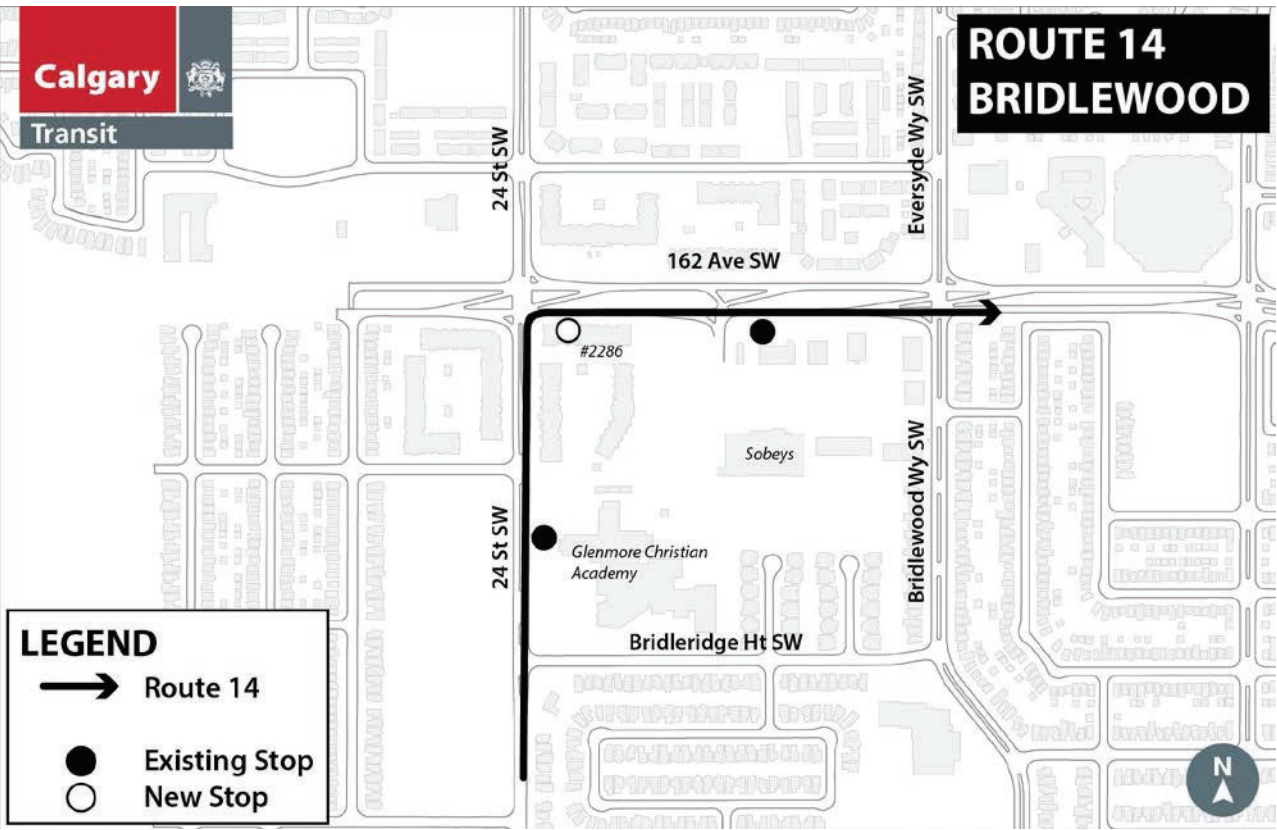 Calgary
Transit
ROUTE 14
BRIDLEWOOD
24 St SW
Eversyde Wy SW
162 Ave SW
#2286
Sobeys
24 St SW
Bridlewood Wy SW
Glenmore Christian
Academy
Bridleridge Ht SW
LEGEND
Route 14
Existing Stop
New Stop
N